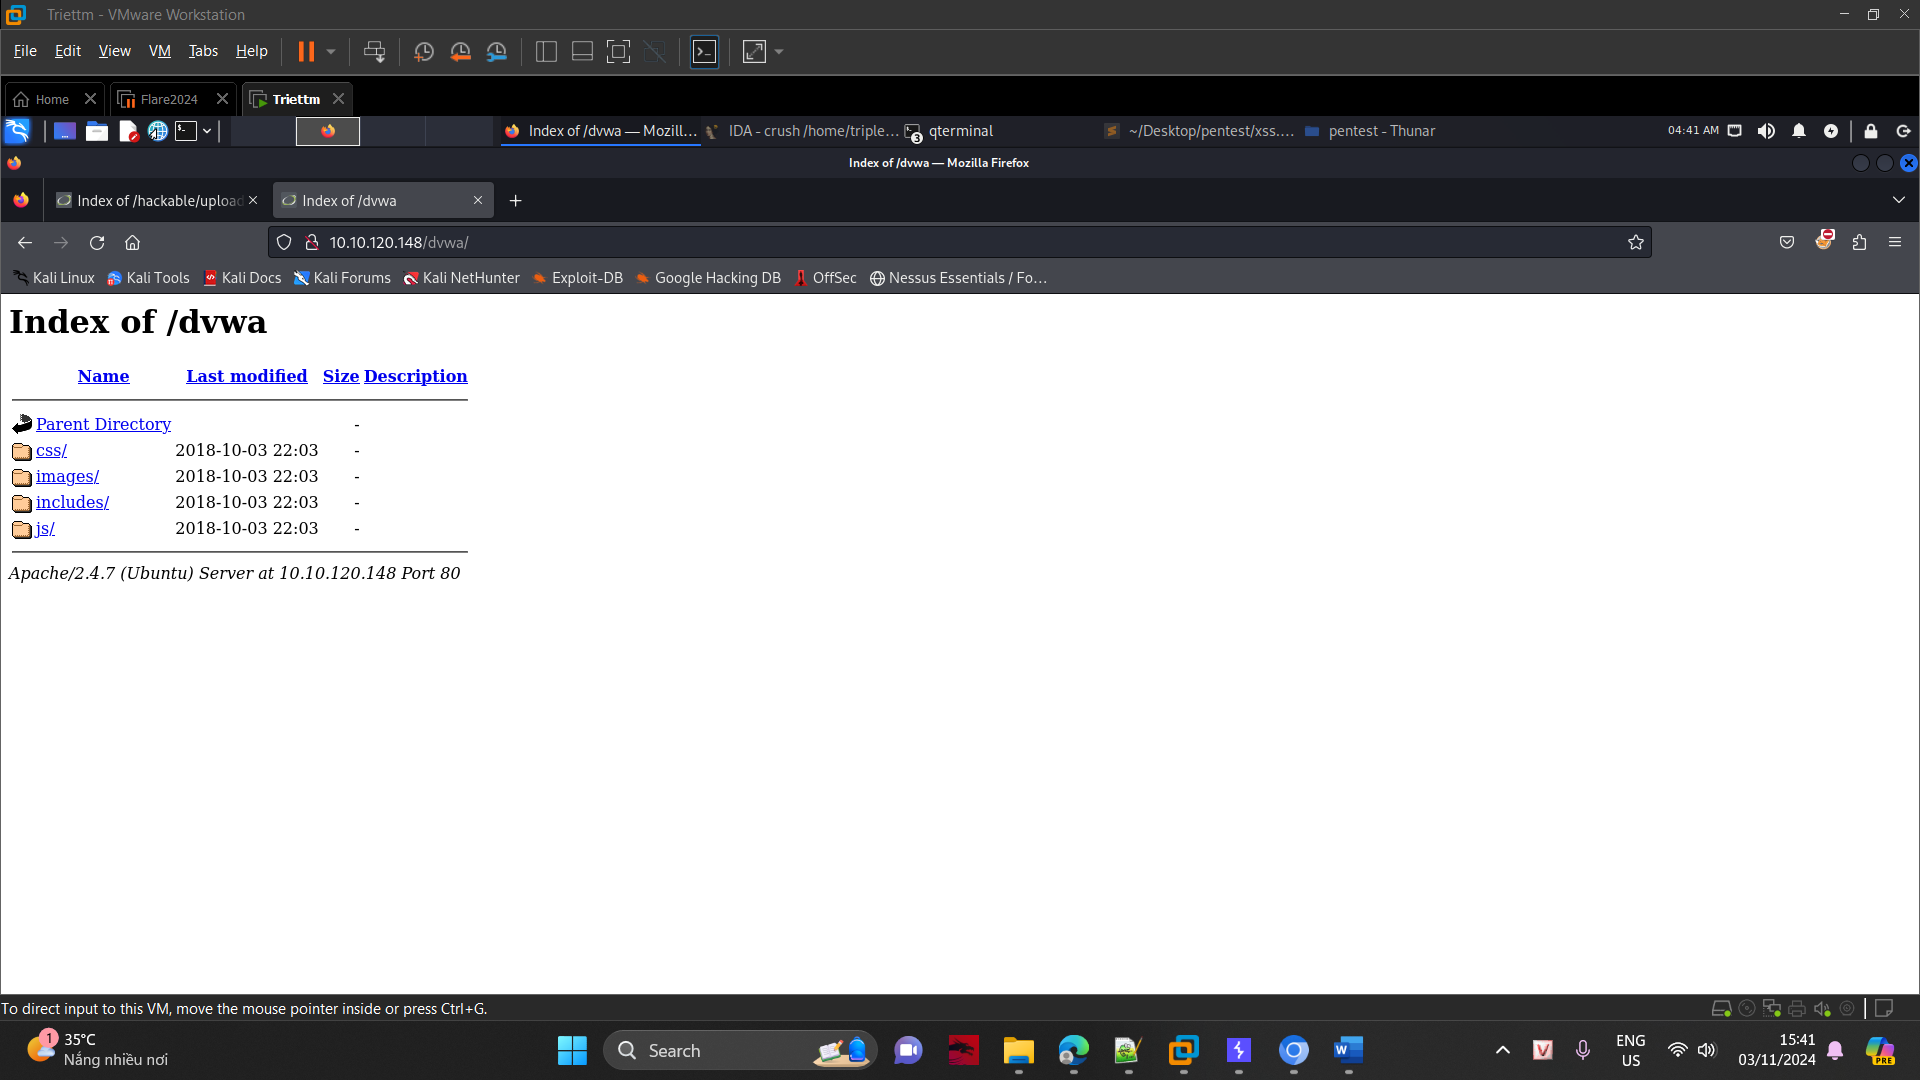 Triettm - VMware Workstation
File Edit View VM Tabs Help
Home Flare2024 Triettm
Index of /dvwa — Mozill... IDA - crush /home/triple... 3 qterminal ~/Desktop/pentest/xss.... pentest - Thunar 04:41 AM
Index of /dvwa — Mozilla Firefox
Index of /hackable/upload Index of /dvwa
10.10.120.148/dvwa/
Kali Linux Kali Tools Kali Docs Kali Forums Kali NetHunter Exploit-DB Google Hacking DB OffSec Nessus Essentials / Fo...
Index of /dvwa
Name Last modified Size Description
Parent Directory -
css/ 2018-10-03 22:03 -
images/ 2018-10-03 22:03 -
includes/ 2018-10-03 22:03 -
js/ 2018-10-03 22:03 -
Apache/2.4.7 (Ubuntu) Server at 10.10.120.148 Port 80
To direct input to this VM, move the mouse pointer inside or press Ctrl+G.
1 35°C
Nắng nhiều nơi
Search
ENG
US
15:41
03/11/2024
PRE